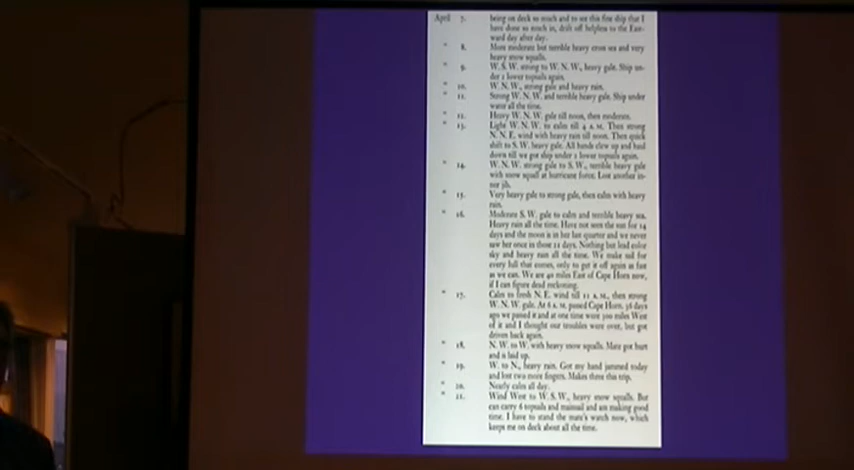 April 7. being on deck so much and to see this fine ship that I
have done so much in, drift off helpless to the East-
ward day after day.
" 8. More moderate but terrible heavy cross sea and very
heavy snow squalls.
" 9. W. S. W. strong to W. N. W., heavy gale. Ship un-
der 2 lower topsails again.
" 10. W. N. W., strong gale and heavy rain.
" 11. Strong W. N. W. and terrible heavy gale. Ship under
water all the time.
" 12. Heavy W. N. W. gale till noon, then moderate.
" 13. Light W. N. W. to calm till 4 A. M. Then strong
N. N. E. wind with heavy rain till noon. Then quick
shift to S. W. heavy gale. All hands clew up and haul
down till we got ship under 2 lower topsails again.
" 14. W. N. W. strong gale to S. W., terrible heavy gale
with snow squall at hurricane force. Lost another in-
ner jib.
" 15. Very heavy gale to strong gale, then calm with heavy
rain.
" 16. Moderate S. W. gale to calm and terrible heavy sea.
Heavy rain all the time. Have not seen the sun for 14
days and the moon is in her last quarter and we never
saw her once in those 21 days. Nothing but lead color
sky and heavy rain all the time. We make sail for
every lull that comes, only to get it off again as fast
as we can. We are 40 miles East of Cape Horn now,
if I can figure dead reckoning.
" 17. Calm to fresh N. E. wind till 11 A. M., then strong
W. N. W. gale. At 6 A. M. passed Cape Horn. 36 days
ago we passed it and at one time were 300 miles West
of it and I thought our troubles were over, but got
driven back again.
" 18. N. W. to W. with heavy snow squalls. Mate got hurt
and is laid up.
" 19. W. to N., heavy rain. Got my hand jammed today
and lost two more fingers. Makes three this trip.
" 20. Nearly calm all day.
" 21. Wind West to W. S. W., heavy snow squalls. But
can carry 6 topsails and mainsail and am making good
time. I have to stand the mate's watch now, which
keeps me on deck about all the time.